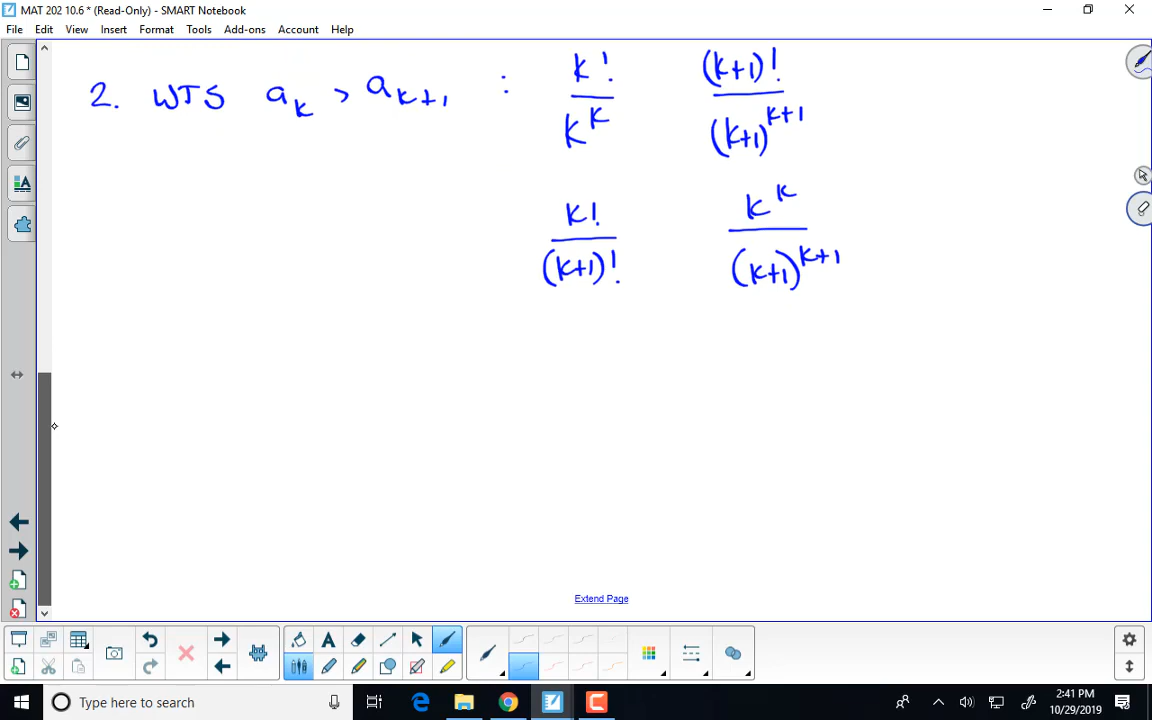 MAT 202 10.6 * (Read-Only) - SMART Notebook
File Edit View Insert Format Tools Add-ons Account Help
2. WTS a_k > a_{k+1} : k!/k^k (k+1)!/(k+1)^{k+1}
k!/(k+1)! k^k/(k+1)^{k+1}
Extend Page
Type here to search
2:41 PM
10/29/2019